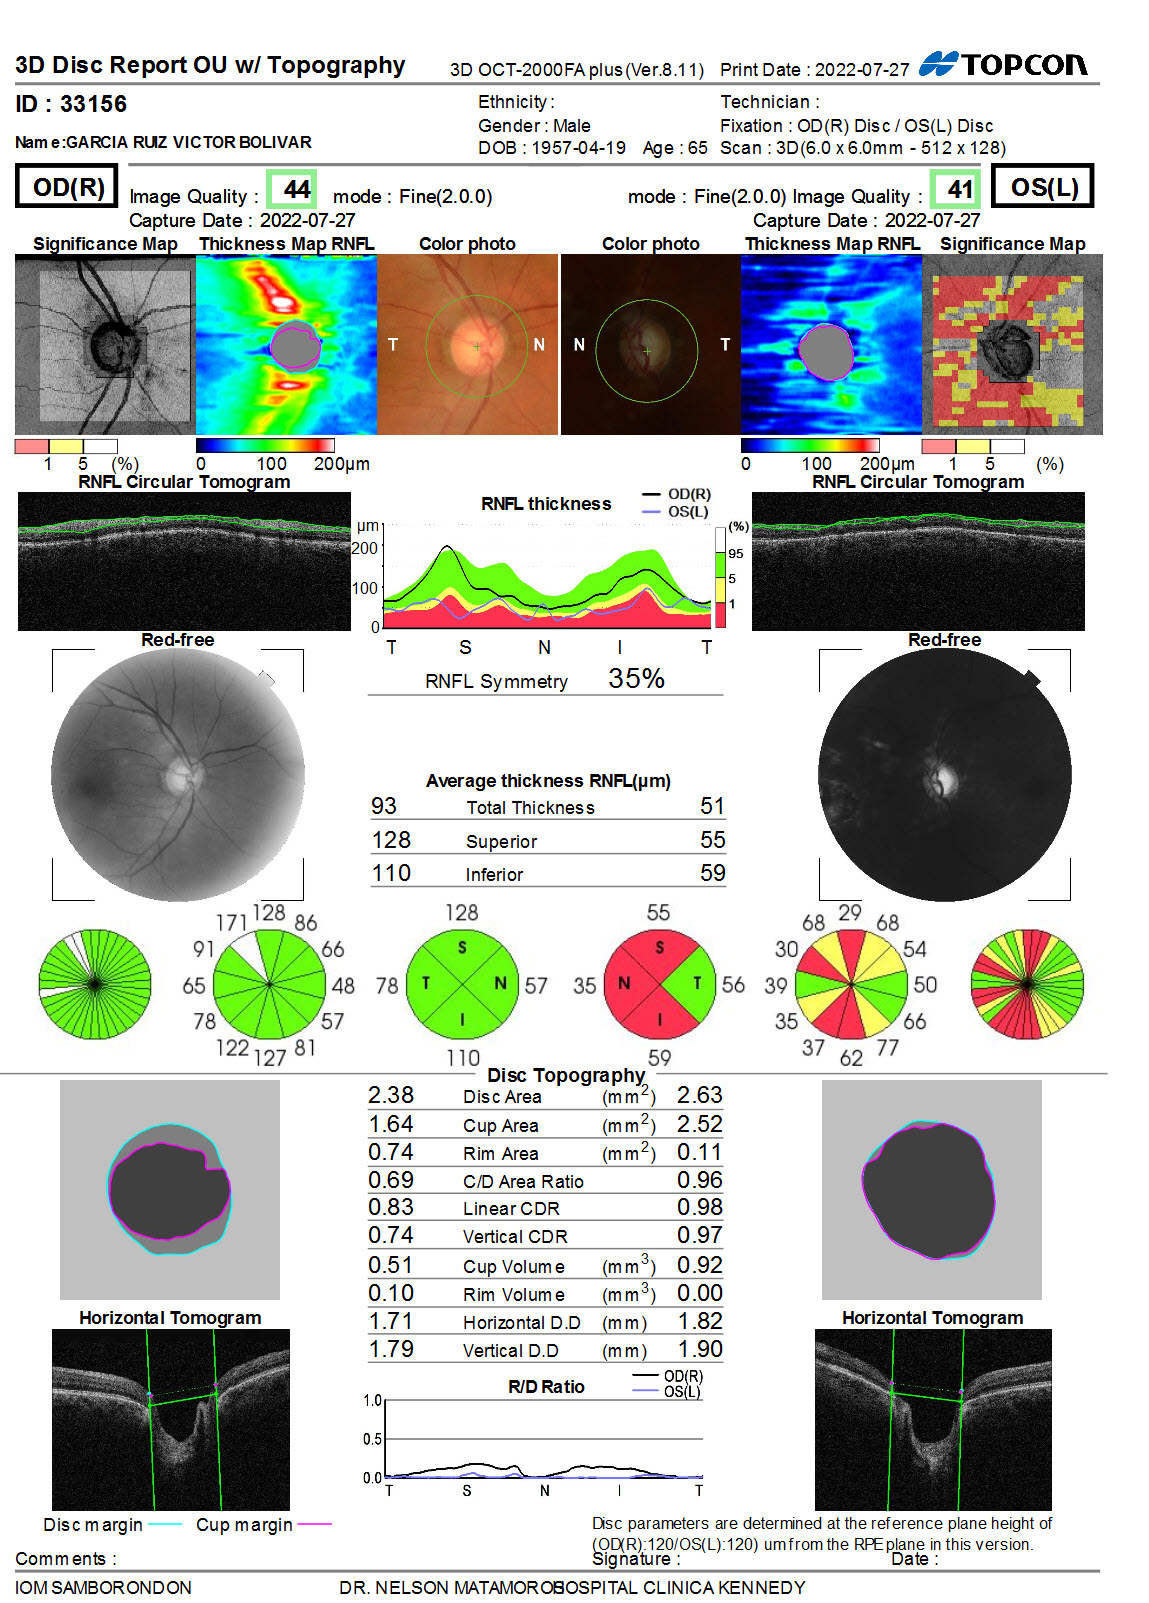 3D Disc Report OU w/ Topography 3D OCT-2000FA plus(Ver.8.11) Print Date : 2022-07-27 TOPCON
ID : 33156
Ethnicity : Technician :
Gender : Male Fixation : OD(R) Disc / OS(L) Disc
Name:GARCIA RUIZ VICTOR BOLIVAR DOB : 1957-04-19 Age : 65 Scan : 3D(6.0 x 6.0mm - 512 x 128)
OD(R) Image Quality : 44 mode : Fine(2.0.0) mode : Fine(2.0.0) Image Quality : 41 OS(L)
Capture Date : 2022-07-27 Capture Date : 2022-07-27
Significance Map Thickness Map RNFL Color photo Color photo Thickness Map RNFL Significance Map
T N N T
1 5 (%) 0 100 200µm 0 100 200µm 1 5 (%)
RNFL Circular Tomogram RNFL Circular Tomogram
RNFL thickness OD(R)
OS(L)
µm (%)
200 95
100 5
0 1
T S N I T
Red-free Red-free
RNFL Symmetry 35%
Average thickness RNFL(µm)
93 Total Thickness 51
128 Superior 55
110 Inferior 59
171 128 86 128 55 68 29 68
91 66 S S 30 54
65 48 78 T N 57 35 N T 56 39 50
78 57 I I 35 66
122 127 81 110 59 37 62 77
Disc Topography
2.38 Disc Area (mm2) 2.63
1.64 Cup Area (mm2) 2.52
0.74 Rim Area (mm2) 0.11
0.69 C/D Area Ratio 0.96
0.83 Linear CDR 0.98
0.74 Vertical CDR 0.97
0.51 Cup Volume (mm3) 0.92
0.10 Rim Volume (mm3) 0.00
1.71 Horizontal D.D (mm) 1.82
1.79 Vertical D.D (mm) 1.90
Horizontal Tomogram Horizontal Tomogram
R/D Ratio OD(R)
OS(L)
1.0
0.5
0.0
T S N I T
Disc margin Cup margin
Disc parameters are determined at the reference plane height of
(OD(R):120/OS(L):120) um from the RPE plane in this version.
Comments : Signature : Date :
IOM SAMBORONDON DR. NELSON MATAMOROS HOSPITAL CLINICA KENNEDY